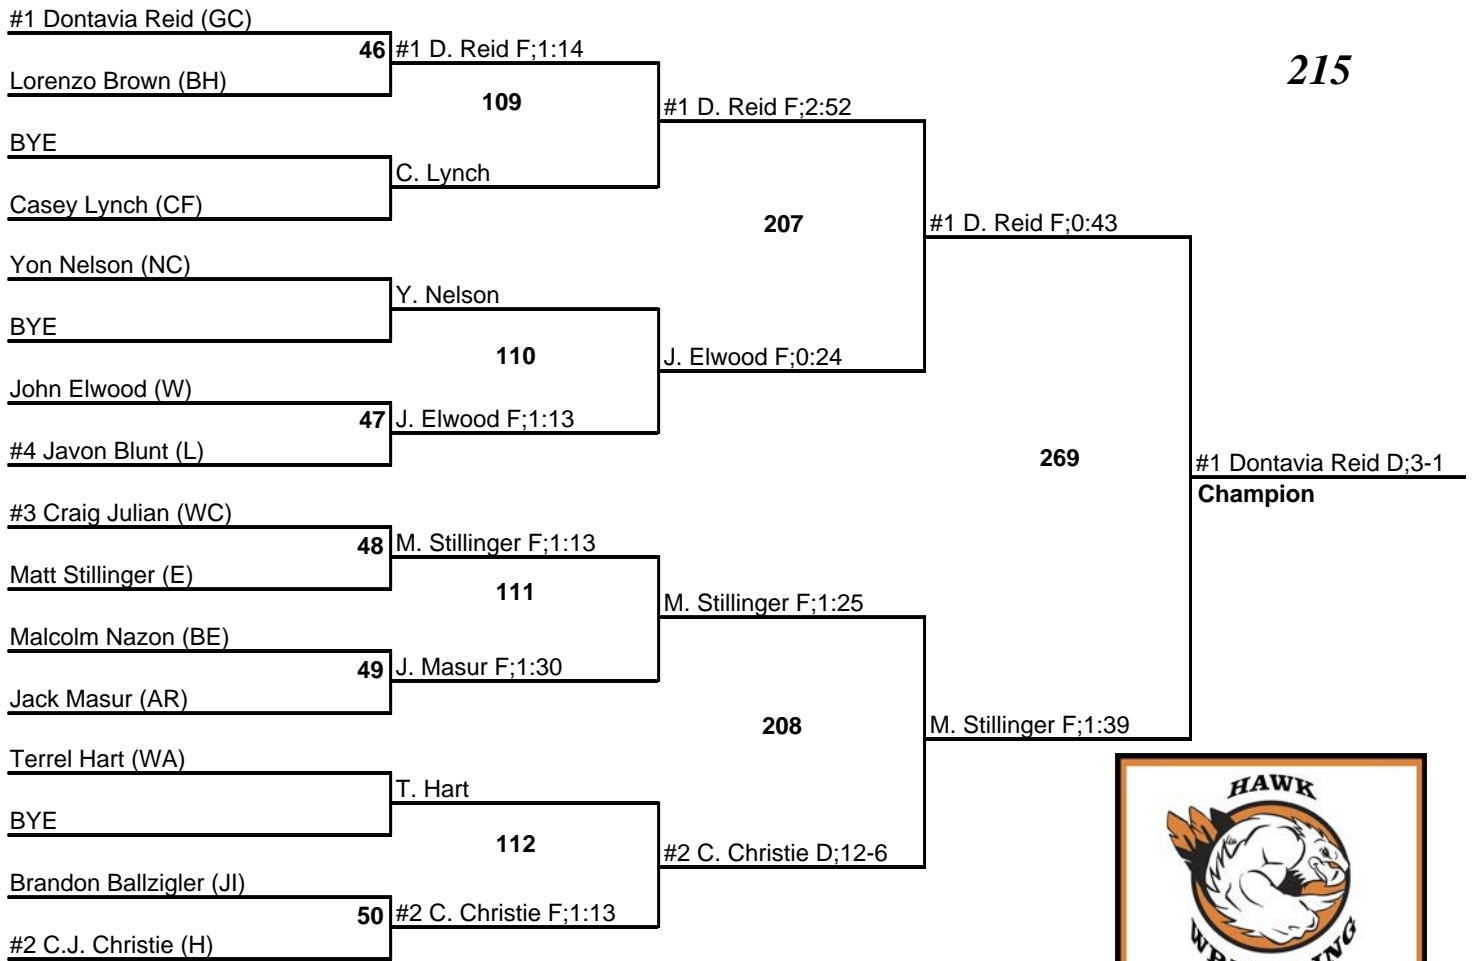 #1 Dontavia Reid (GC)
46 #1 D. Reid F;1:14
215
Lorenzo Brown (BH)
109
#1 D. Reid F;2:52
BYE
C. Lynch
Casey Lynch (CF)
207
#1 D. Reid F;0:43
Yon Nelson (NC)
Y. Nelson
BYE
110
J. Elwood F;0:24
John Elwood (W)
47 J. Elwood F;1:13
#4 Javon Blunt (L)
269
#1 Dontavia Reid D;3-1
Champion
#3 Craig Julian (WC)
48 M. Stillinger F;1:13
Matt Stillinger (E)
111
M. Stillinger F;1:25
Malcolm Nazon (BE)
49 J. Masur F;1:30
Jack Masur (AR)
208
M. Stillinger F;1:39
Terrel Hart (WA)
T. Hart
BYE
112
#2 C. Christie D;12-6
Brandon Ballzigler (JI)
50 #2 C. Christie F;1:13
#2 C.J. Christie (H)
HAWK
WRESTLING